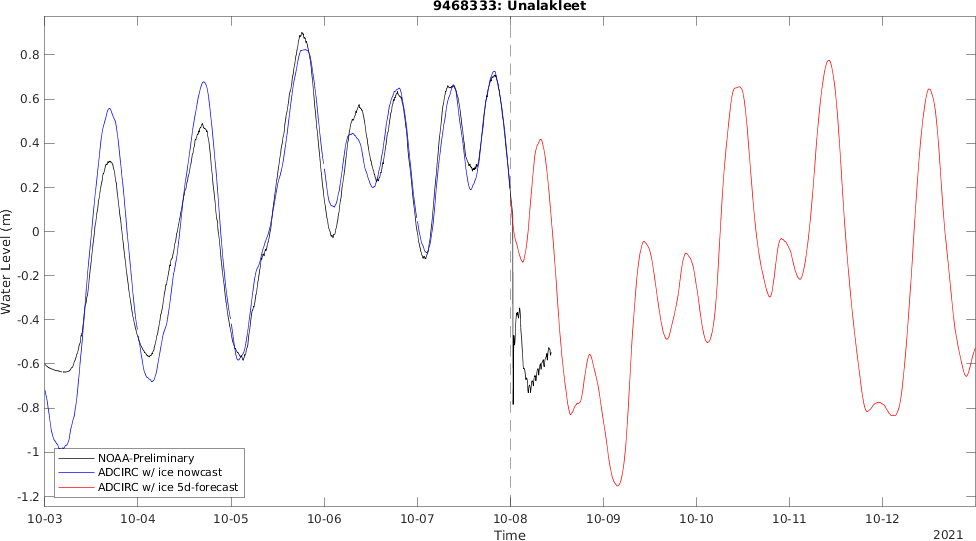 9468333: Unalakleet
Water Level (m)
0.8
0.6
0.4
0.2
0
-0.2
-0.4
-0.6
-0.8
-1
-1.2
NOAA-Preliminary
ADCIRC w/ ice nowcast
ADCIRC w/ ice 5d-forecast
10-03 10-04 10-05 10-06 10-07 10-08 10-09 10-10 10-11 10-12
Time
2021